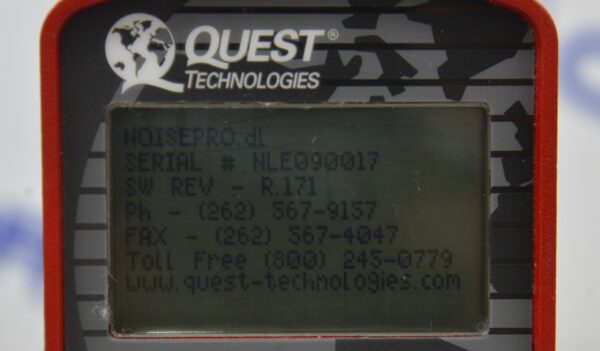 QUEST®
TECHNOLOGIES
NOISEPRO.dl
SERIAL # NLE090017
SW REV - R.171
Ph - (262) 567-9157
FAX - (262) 567-4047
Toll Free (800) 245-0779
www.quest-technologies.com